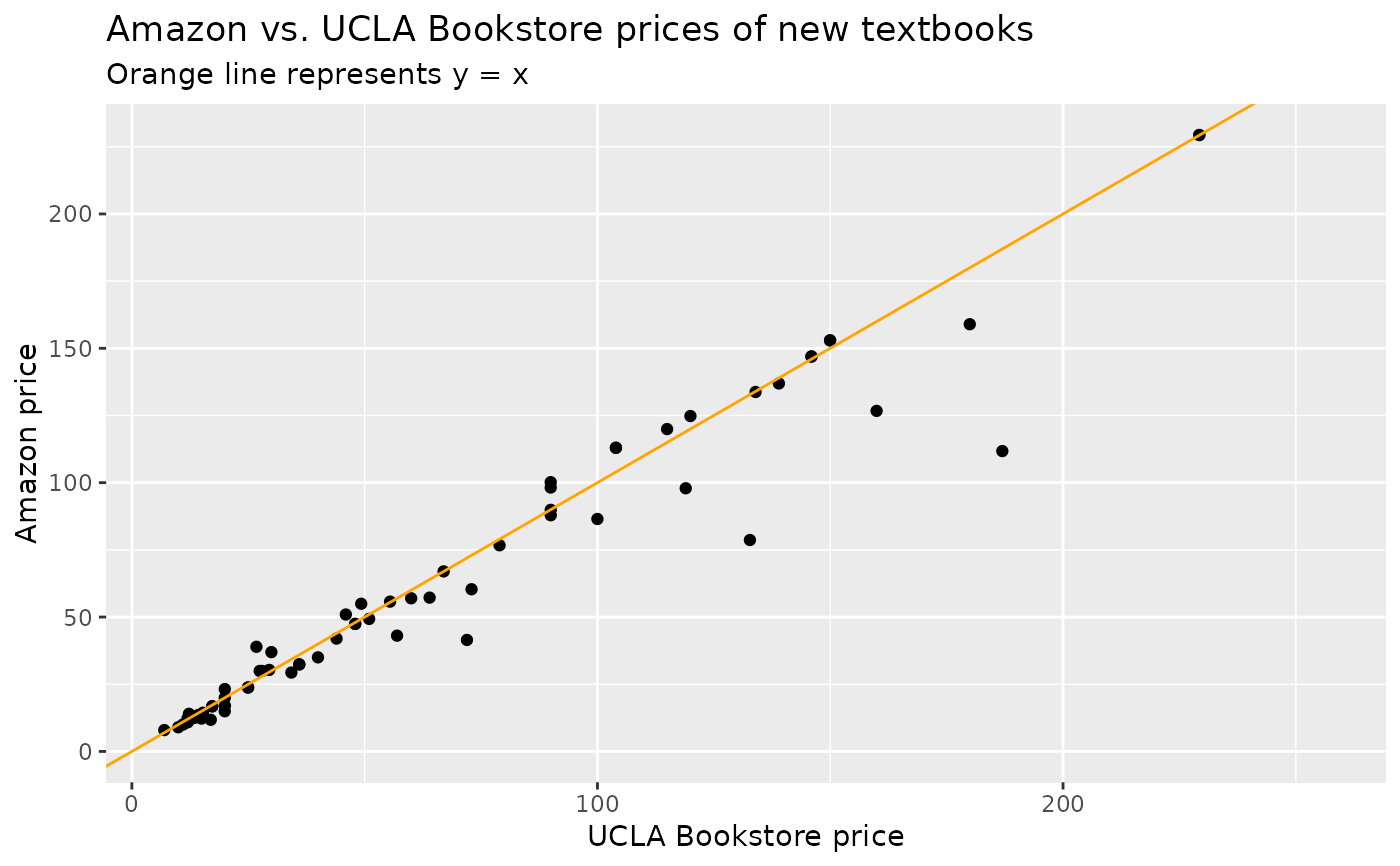 Amazon vs. UCLA Bookstore prices of new textbooks
Orange line represents y = x
Amazon price
200
150
100
50
0
0 100 200
UCLA Bookstore price